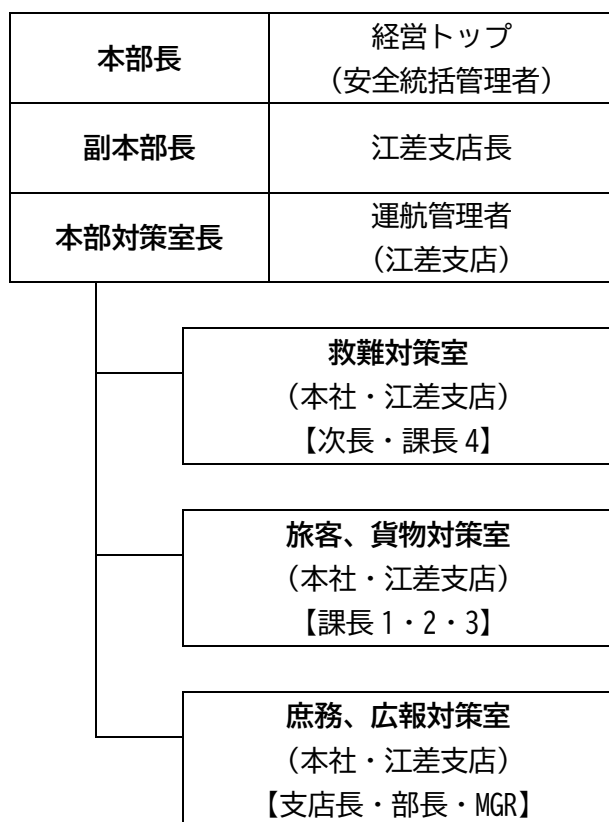 本部長
経営トップ
（安全統括管理者）
副本部長
江差支店長
本部対策室長
運航管理者
（江差支店）
救難対策室
（本社・江差支店）
【次長・課長 4】
旅客、貨物対策室
（本社・江差支店）
【課長 1・2・3】
庶務、広報対策室
（本社・江差支店）
【支店長・部長・MGR】